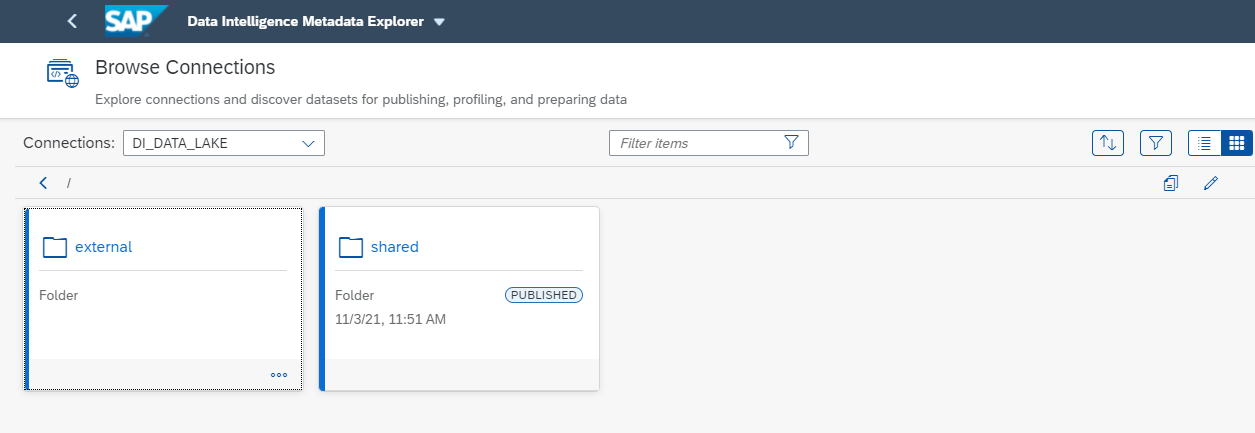 SAP Data Intelligence Metadata Explorer
Browse Connections
Explore connections and discover datasets for publishing, profiling, and preparing data
Connections: DI_DATA_LAKE Filter items
/
external
Folder
shared
Folder PUBLISHED
11/3/21, 11:51 AM